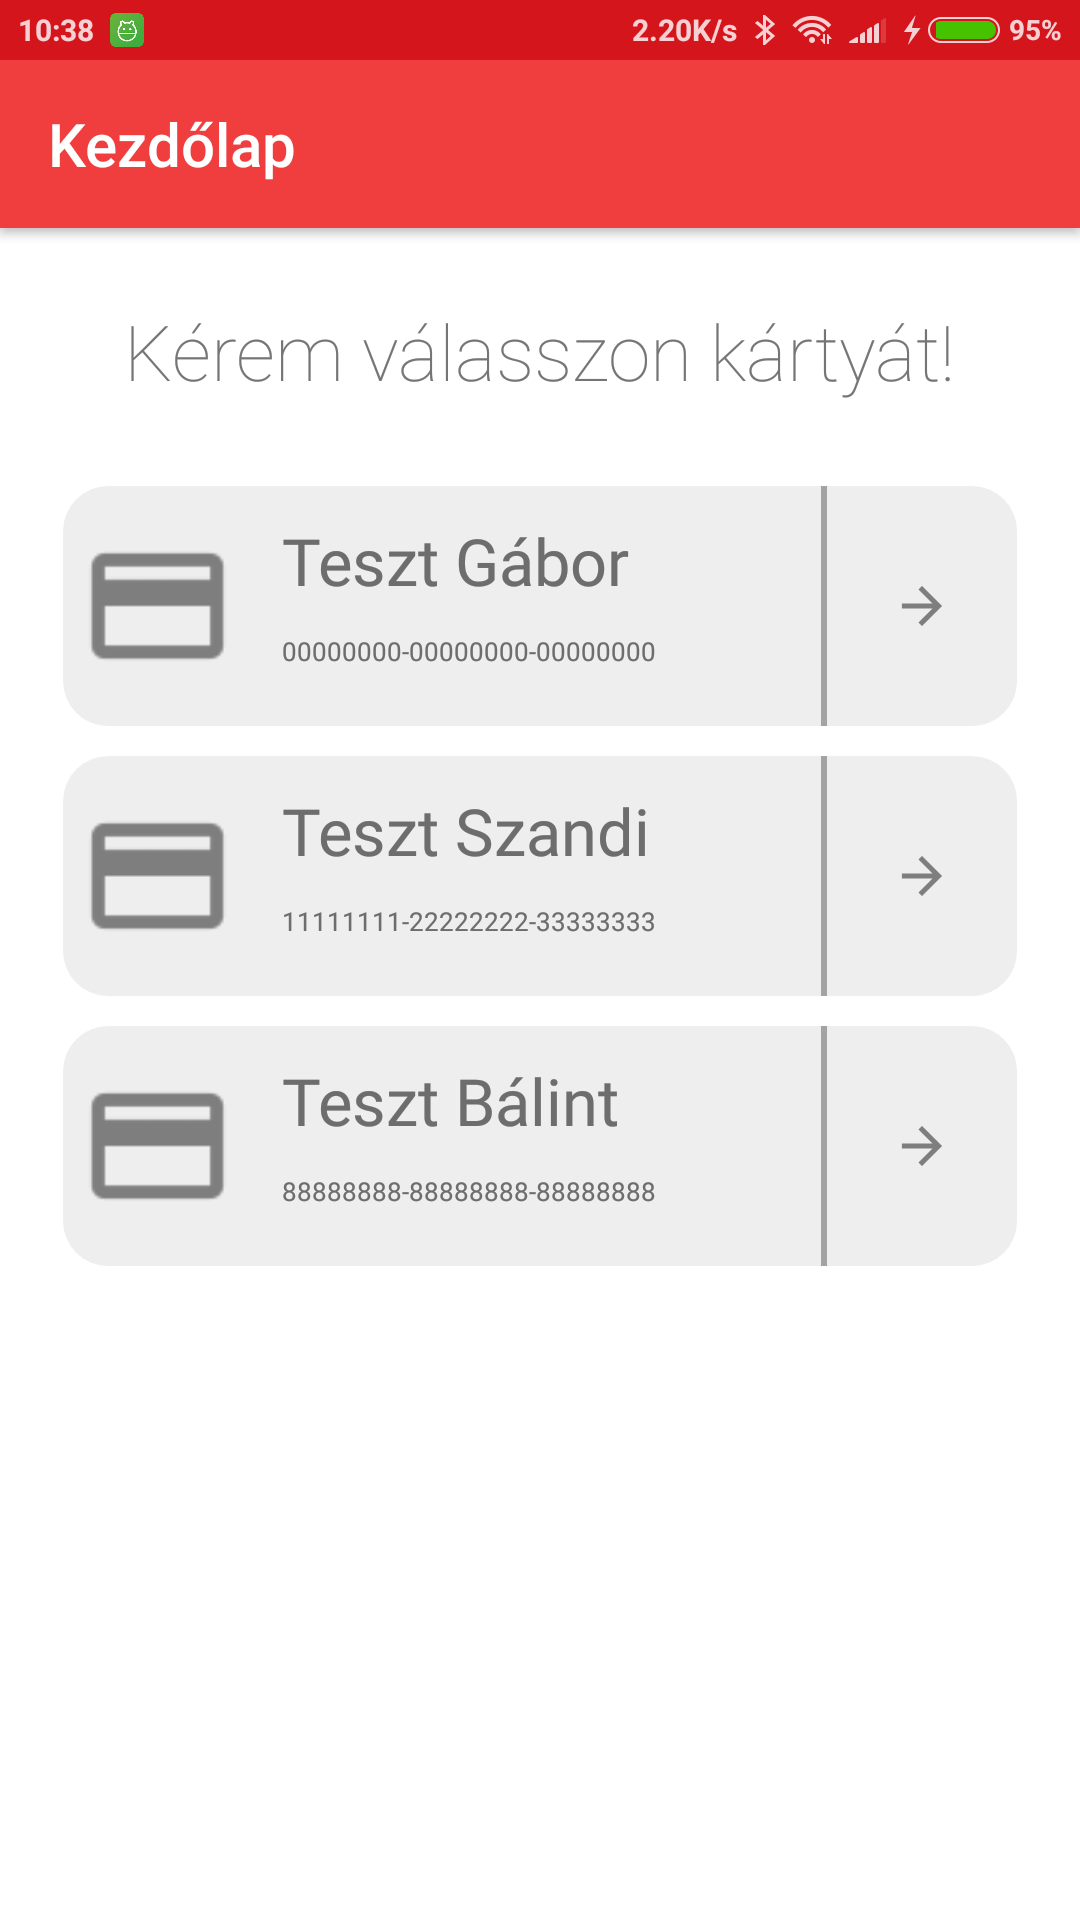 10:38 2.20K/s 95%
Kezdőlap
Kérem válasszon kártyát!
Teszt Gábor
00000000-00000000-00000000
Teszt Szandi
11111111-22222222-33333333
Teszt Bálint
88888888-88888888-88888888